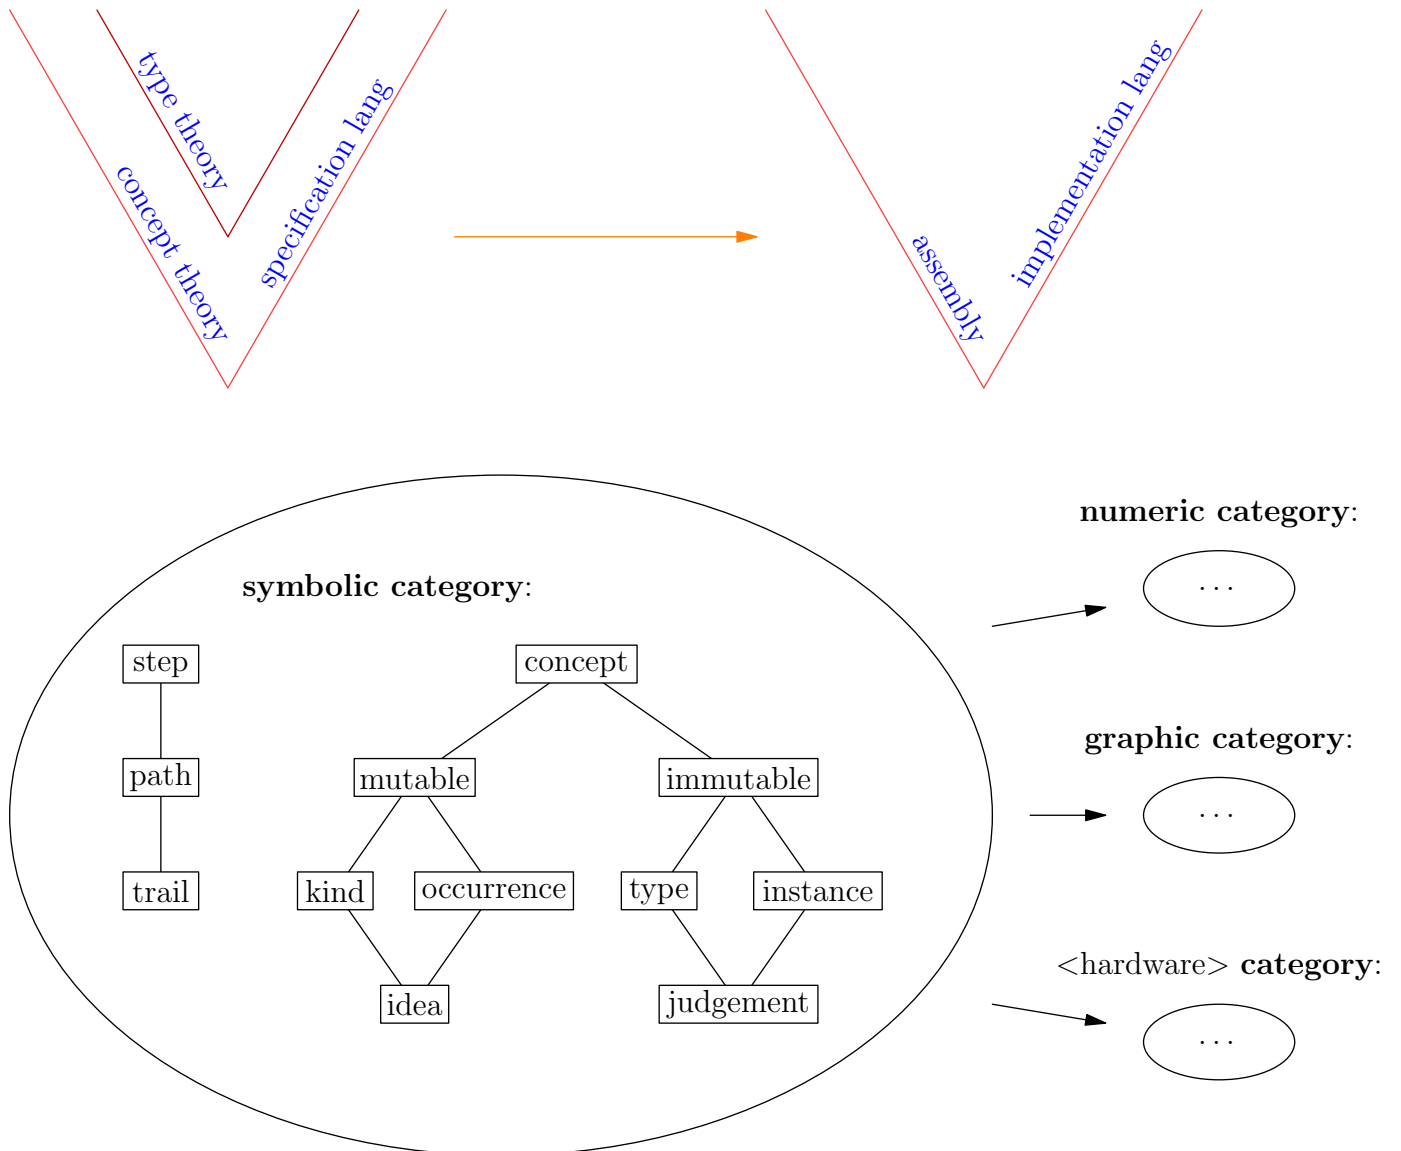 type theory
concept theory
specification lang
assembly
implementation lang
numeric category:
...
symbolic category:
step
concept
graphic category:
path
mutable
immutable
...
trail
kind
occurrence
type
instance
<hardware> category:
idea
judgement
...